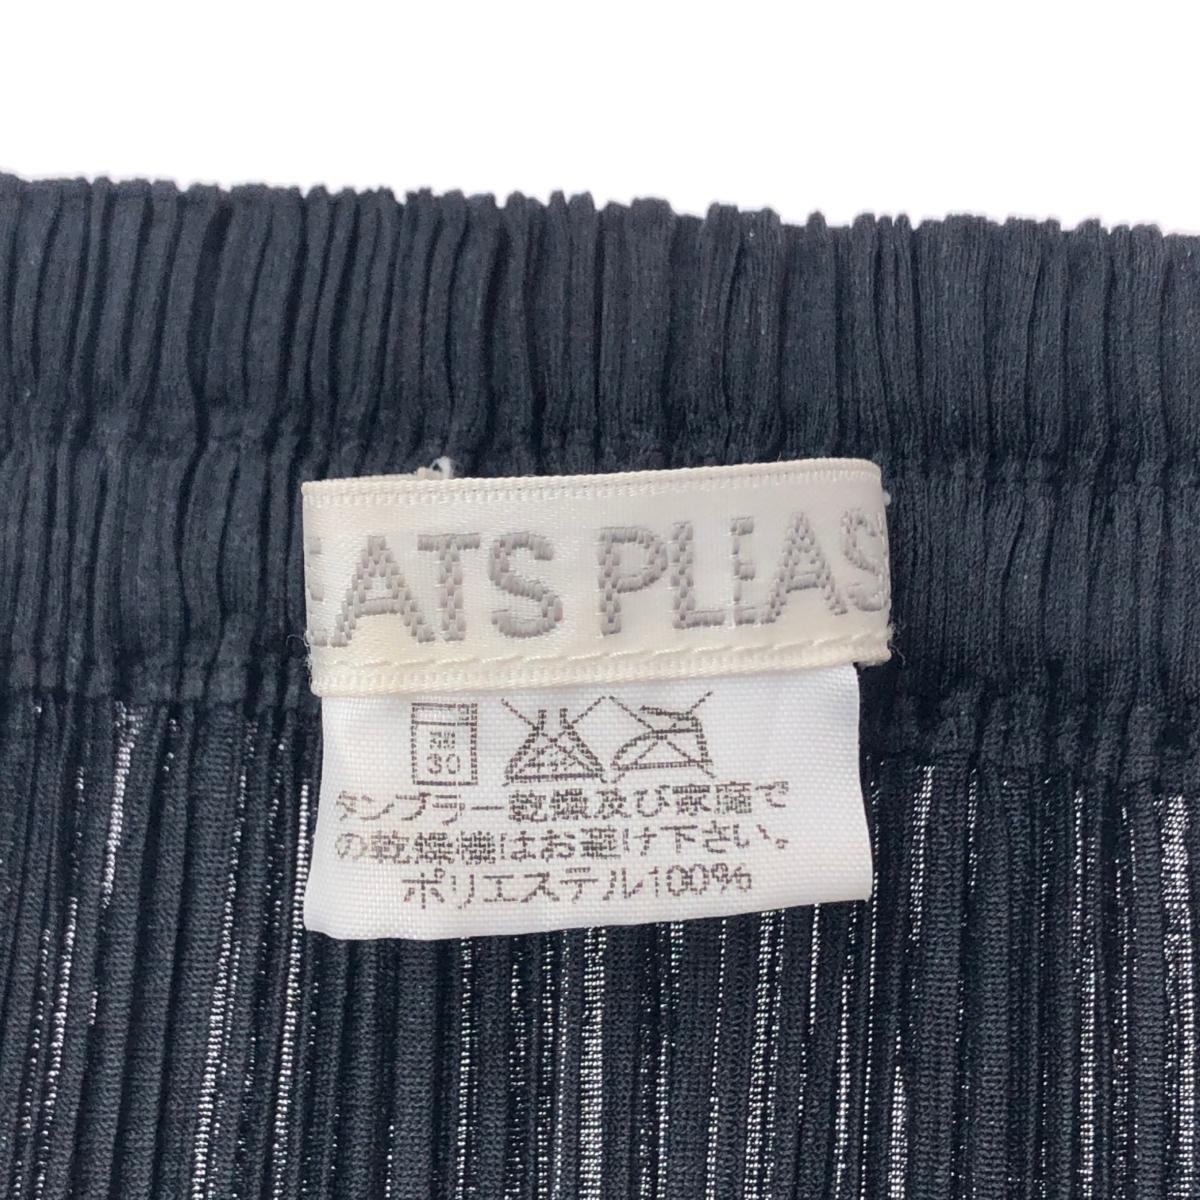 EATS PLEAS
弱
30
タンブラー乾燥及び家庭で
の乾燥機はお避け下さい。
ポリエステル100%